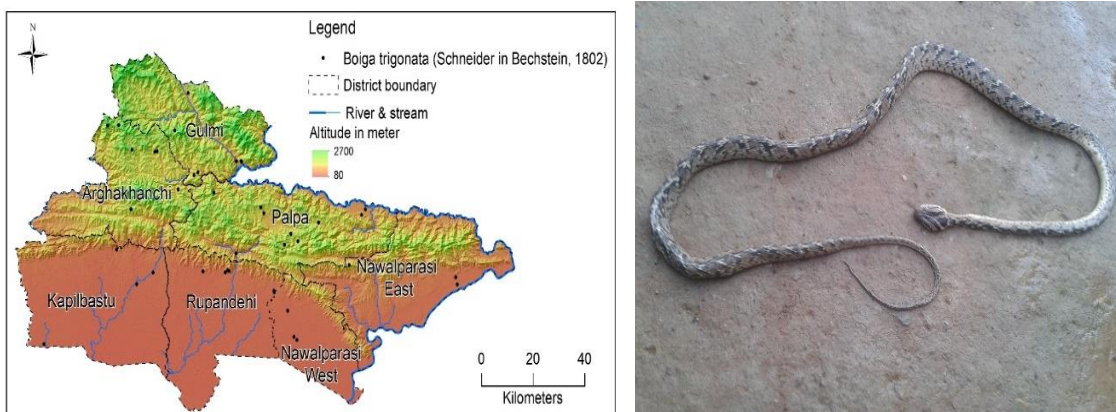 N
Legend
Boiga trigonata (Schneider in Bechstein, 1802)
District boundary
River & stream
Altitude in meter
2700
80
Gulmi
Arghakhanchi
Palpa
Nawalparasi
East
Kapilbastu
Rupandehi
Nawalparasi
West
0 20 40
Kilometers